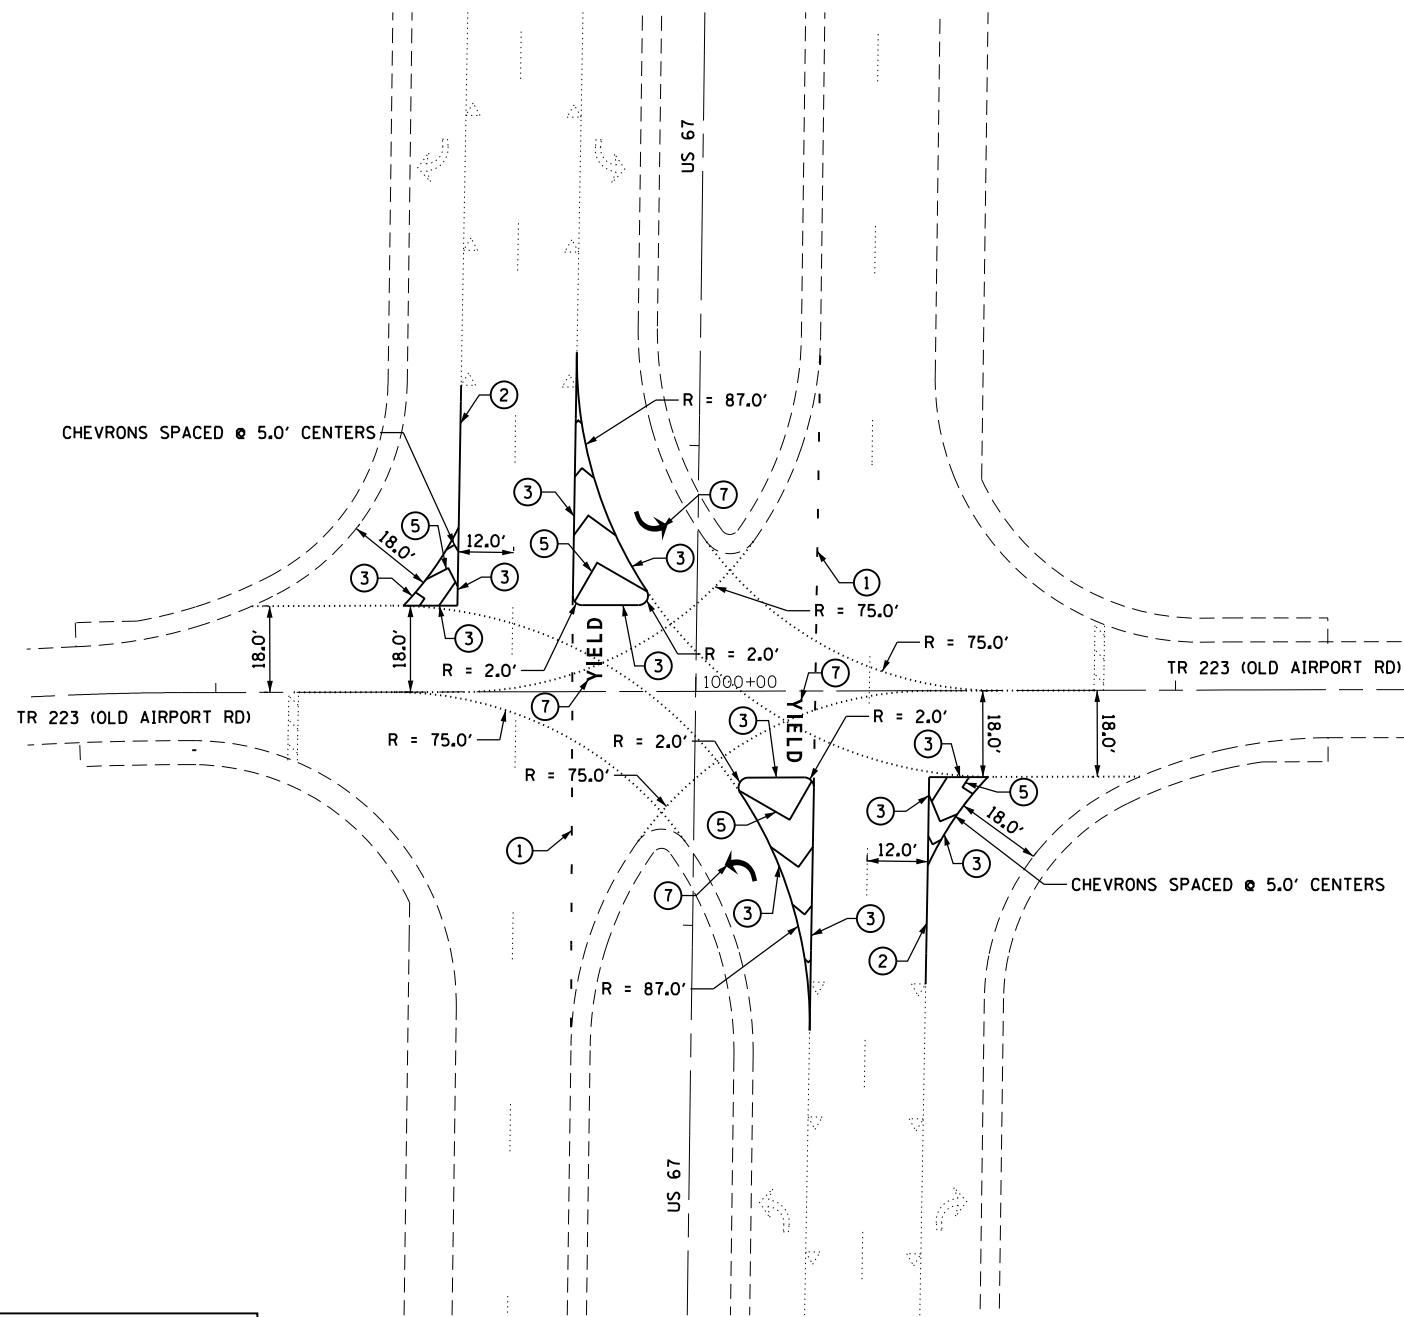 US 67
2
R = 87.0'
CHEVRONS SPACED @ 5.0' CENTERS
3
7
5
18.0'
12.0'
5
3
3
3
1
R = 75.0'
3
18.0'
18.0'
YIELD
R = 2.0'
3
R = 2.0'
R = 75.0'
TR 223 (OLD AIRPORT RD)
1000+00
7
7
TR 223 (OLD AIRPORT RD)
R = 75.0'
R = 2.0'
3
YIELD
R = 2.0'
3
18.0'
18.0'
R = 75.0'
5
3
5
18.0'
1
12.0'
3
7
CHEVRONS SPACED @ 5.0' CENTERS
3
3
2
R = 87.0'
US 67